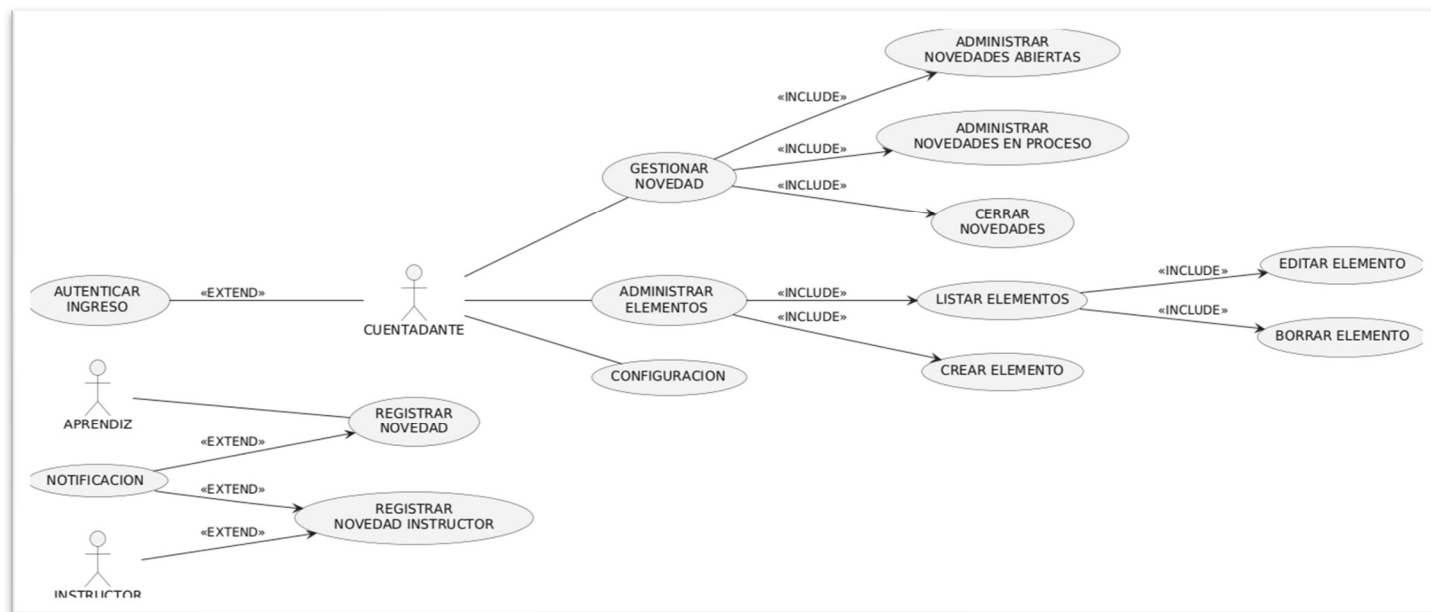 ADMINISTRAR
NOVEDADES ABIERTAS
«INCLUDE»
ADMINISTRAR
NOVEDADES EN PROCESO
«INCLUDE»
GESTIONAR
NOVEDAD
«INCLUDE»
CERRAR
NOVEDADES
AUTENTICAR
INGRESO
«EXTEND»
CUENTADANTE
ADMINISTRAR
ELEMENTOS
«INCLUDE»
«INCLUDE»
LISTAR ELEMENTOS
«INCLUDE»
EDITAR ELEMENTO
«INCLUDE»
BORRAR ELEMENTO
CREAR ELEMENTO
CONFIGURACION
APRENDIZ
REGISTRAR
NOVEDAD
«EXTEND»
NOTIFICACION
«EXTEND»
REGISTRAR
NOVEDAD INSTRUCTOR
«EXTEND»
INSTRUCTOR